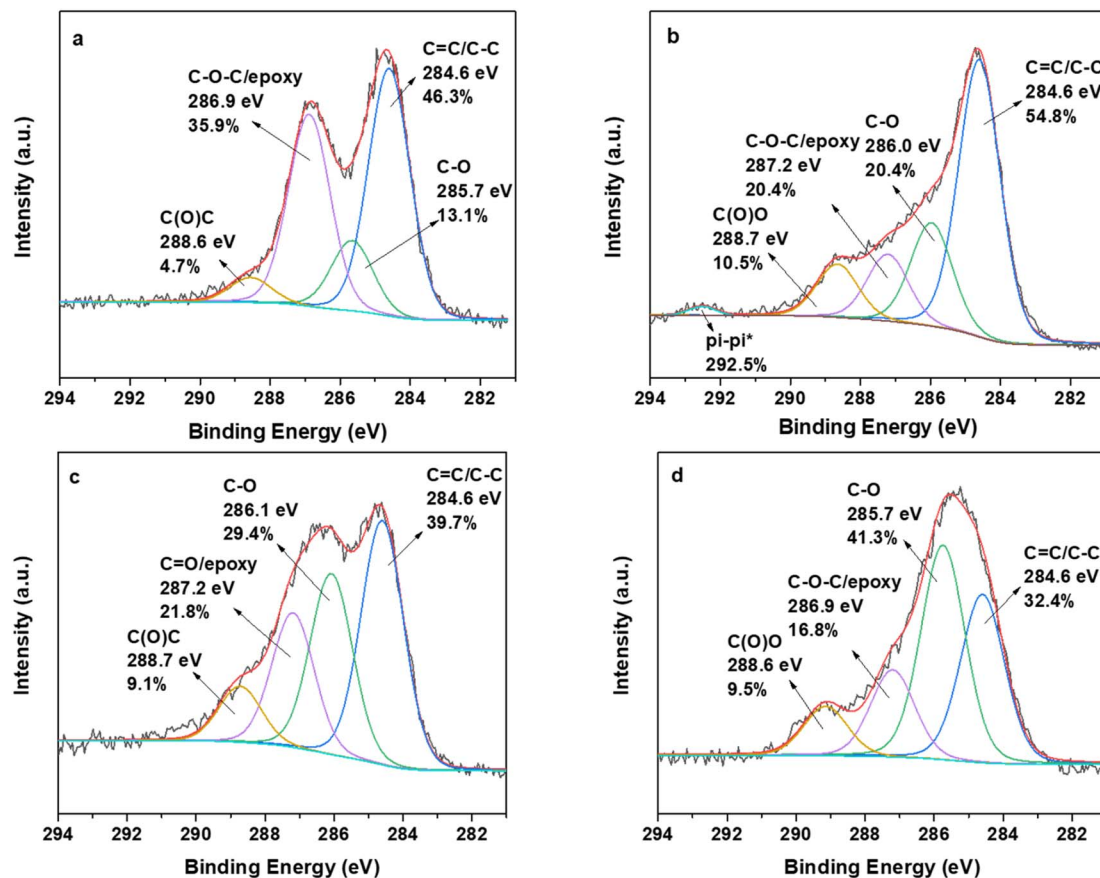 a
C=C/C-C
284.6 eV
46.3%
C-O-C/epoxy
286.9 eV
35.9%
C-O
285.7 eV
13.1%
C(O)C
288.6 eV
4.7%
Intensity (a.u.)
294 292 290 288 286 284 282
Binding Energy (eV)
b
C=C/C-C
284.6 eV
54.8%
C-O
286.0 eV
20.4%
C-O-C/epoxy
287.2 eV
20.4%
C(O)O
288.7 eV
10.5%
pi-pi*
292.5%
Intensity (a.u.)
294 292 290 288 286 284 282
Binding Energy (eV)
c
C=C/C-C
284.6 eV
39.7%
C-O
286.1 eV
29.4%
C=O/epoxy
287.2 eV
21.8%
C(O)C
288.7 eV
9.1%
Intensity (a.u.)
294 292 290 288 286 284 282
Binding Energy (eV)
d
C-O
285.7 eV
41.3%
C=C/C-C
284.6 eV
32.4%
C-O-C/epoxy
286.9 eV
16.8%
C(O)O
288.6 eV
9.5%
Intensity (a.u.)
294 292 290 288 286 284 282
Binding Energy (eV)